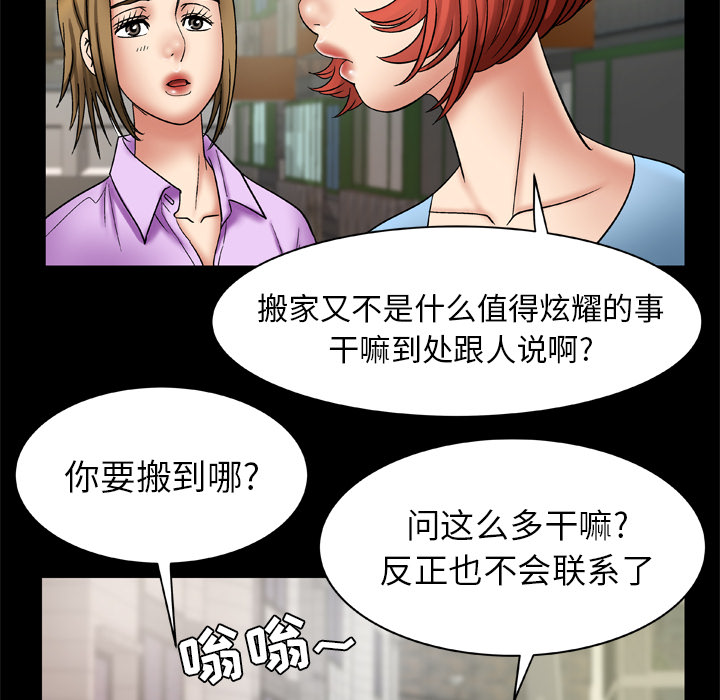 搬家又不是什么值得炫耀的事
干嘛到处跟人说啊?
你要搬到哪?
问这么多干嘛?
反正也不会联系了
嗡嗡~